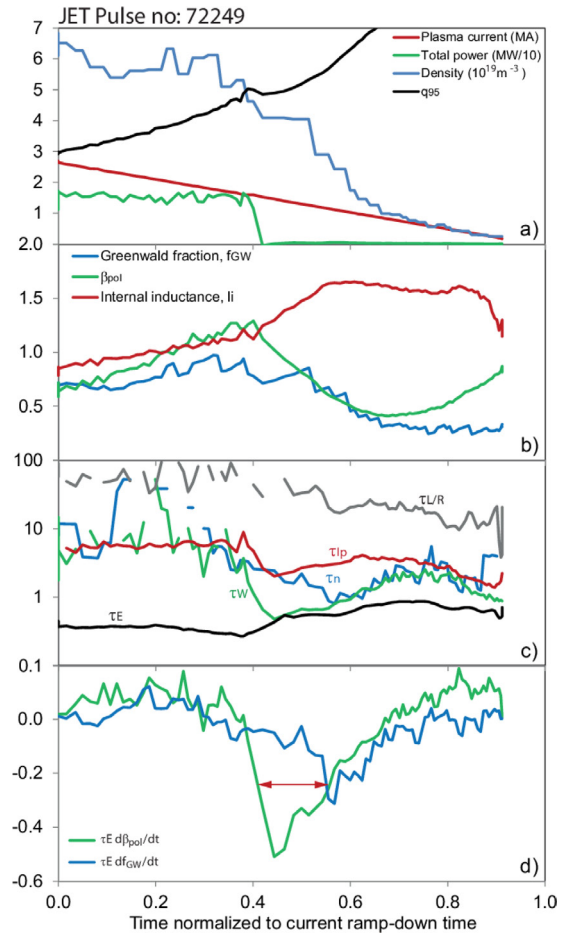 JET Pulse no: 72249
7
6
5
4
3
2
1
Plasma current (MA)
Total power (MW/10)
Density (10¹⁹m⁻³)
q95
a)
2.0
1.5
1.0
0.5
Greenwald fraction, fGW
βpol
Internal inductance, li
b)
100
10
1
τL/R
τIp
τn
τW
τE
c)
0.1
0.0
-0.2
-0.4
-0.6
τE dβpol/dt
τE dfGW/dt
d)
0.0 0.2 0.4 0.6 0.8 1.0
Time normalized to current ramp-down time